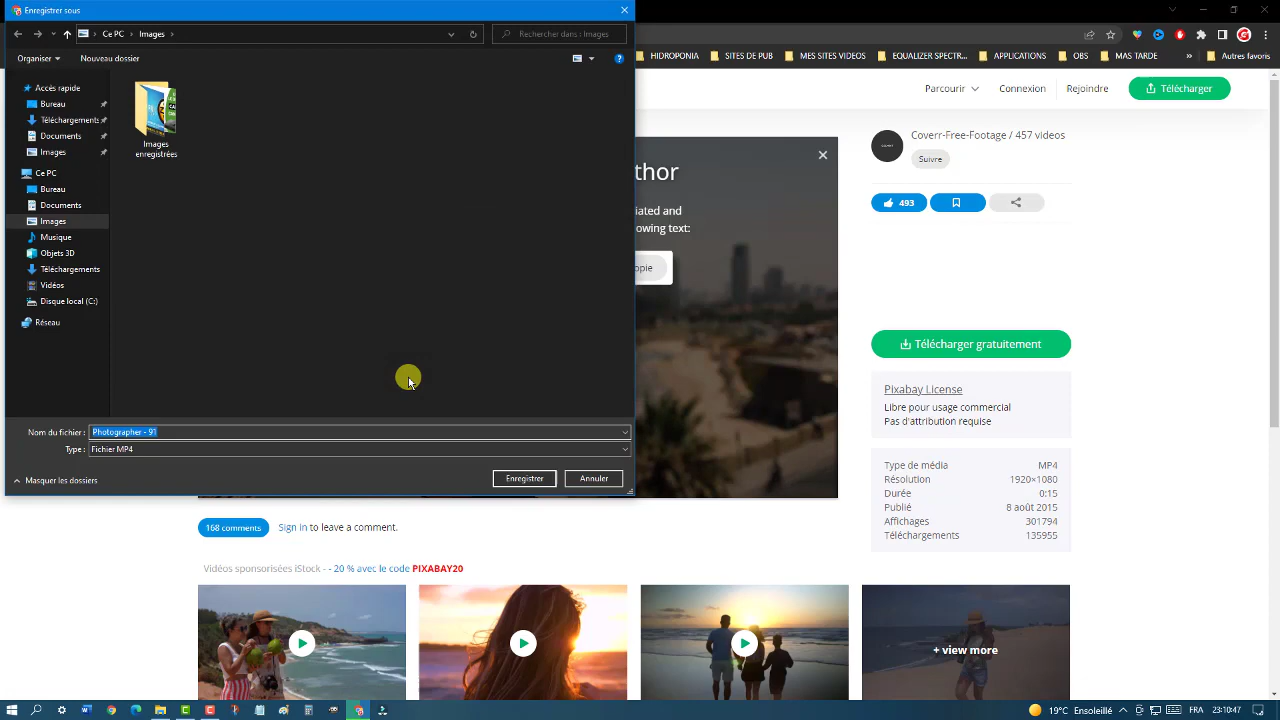 Enregistrer sous
Ce PC
Images
Rechercher dans : Images
Organiser
Nouveau dossier
Accès rapide
Bureau
Téléchargements
Documents
Images
Ce PC
Bureau
Documents
Images
Musique
Objets 3D
Téléchargements
Vidéos
Disque local (C:)
Réseau
Images
enregistrées
Nom du fichier :
Photographer - 91
Type :
Fichier MP4
Masquer les dossiers
Enregistrer
Annuler
HIDROPONIA
SITES DE PUB
MES SITES VIDEOS
EQUALIZER SPECTR...
APPLICATIONS
OBS
MAS TARDE
Autres favoris
Parcourir
Connexion
Rejoindre
Télécharger
thor
iated and
owing text:
opie
Coverr-Free-Footage / 457 videos
Suivre
493
Télécharger gratuitement
Pixabay License
Libre pour usage commercial
Pas d'attribution requise
Type de média MP4
Résolution 1920×1080
Durée 0:15
Publié 8 août 2015
Affichages 301794
Téléchargements 135955
168 comments
Sign in to leave a comment.
Vidéos sponsorisées iStock - - 20 % avec le code PIXABAY20
+ view more
19°C Ensoleillé
FRA
23:10:47